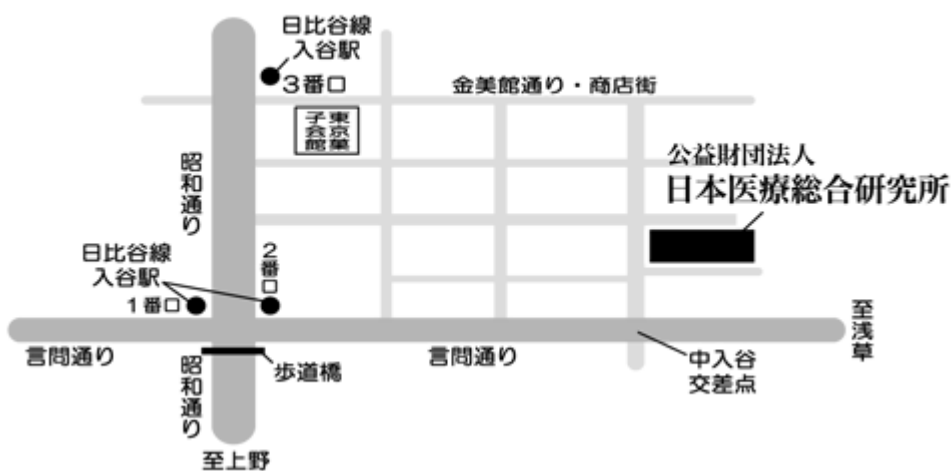 日比谷線
入谷駅
3番口
金美館通り・商店街
東京菓
子会館
昭和通り
公益財団法人
日本医療総合研究所
日比谷線
入谷駅
1番口
2番口
至浅草
言問通り
言問通り
歩道橋
中入谷
交差点
昭和通り
至上野